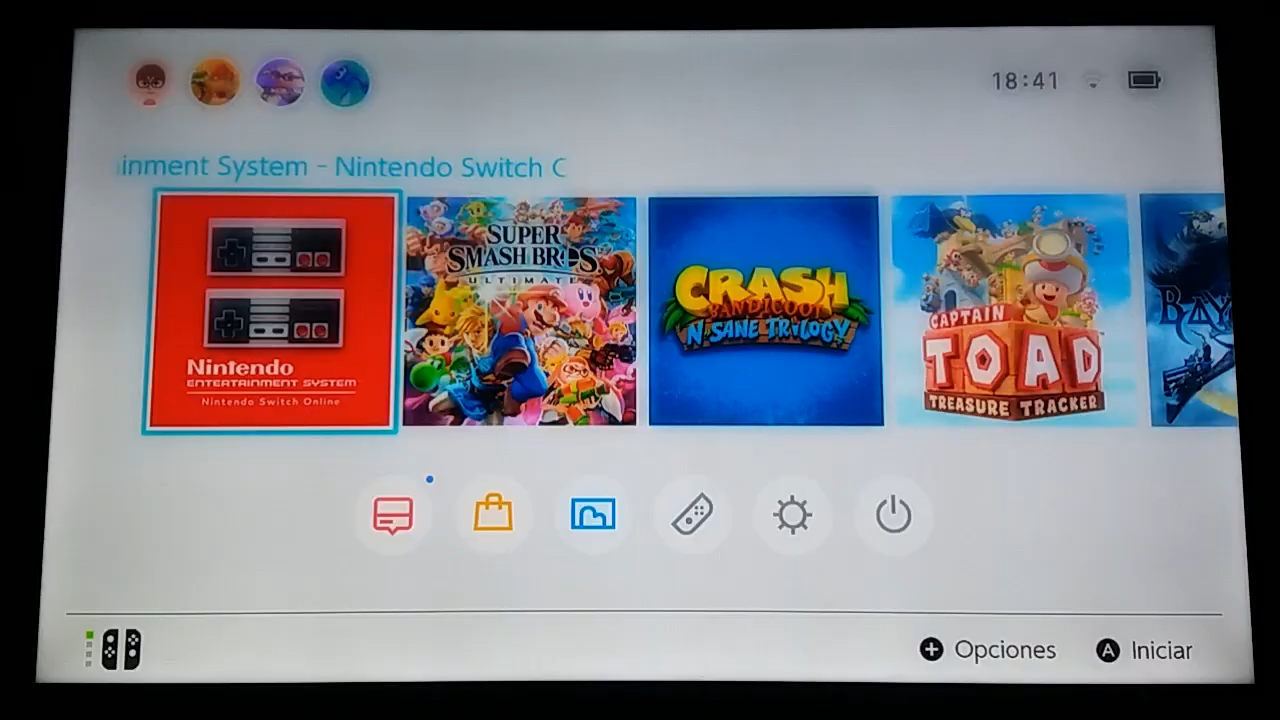 18:41
inment System - Nintendo Switch C
Nintendo
ENTERTAINMENT SYSTEM
Nintendo Switch Online
SUPER
SMASH BROS.
ULTIMATE
CRASH
BANDICOOT
N. SANE TRILOGY
CAPTAIN
TOAD
TREASURE TRACKER
BAY
+ Opciones
A Iniciar